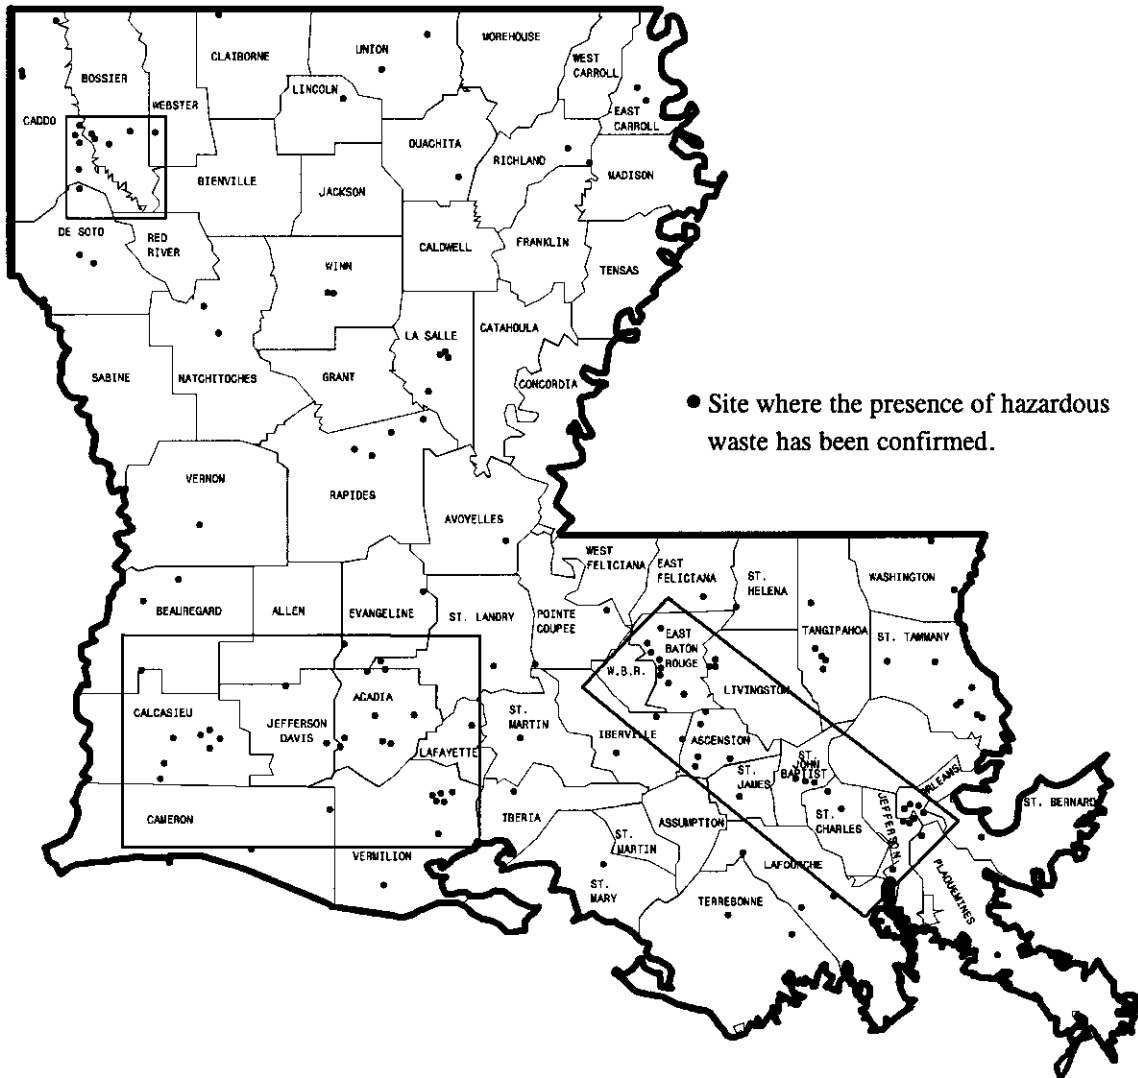 MOREHOUSE
UNION
CLAIBORNE
WEST
CARROLL
BOSSIER
LINCOLN
WEBSTER
EAST
CARROLL
CADDO
OUACHITA
RICHLAND
MADISON
BIENVILLE
JACKSON
DE SOTO
RED
RIVER
CALDWELL
FRANKLIN
WINN
TENSAS
LA SALLE
CATAHOULA
SABINE
NATCHITOCHES
GRANT
CONCORDIA
● Site where the presence of hazardous
waste has been confirmed.
VERNON
RAPIDES
AVOYELLES
WEST
FELICIANA
EAST
FELICIANA
ST.
HELENA
WASHINGTON
BEAUREGARD
ALLEN
EVANGELINE
ST. LANDRY
POINTE
COUPEE
TANGIPAHOA
ST. TAMMANY
EAST
BATON
ROUGE
W.B.R.
LIVINGSTON
CALCASIEU
JEFFERSON
DAVIS
ACADIA
LAFAYETTE
ST.
MARTIN
IBERVILLE
ASCENSION
ST.
JAMES
ST.
JOHN
BAPTIST
ORLEANS
ST. BERNARD
CAMERON
VERMILION
IBERIA
ST.
MARTIN
ASSUMPTION
ST.
CHARLES
JEFFERSON
LAFOURCHE
PLAQUEMINES
ST.
MARY
TERREBONNE